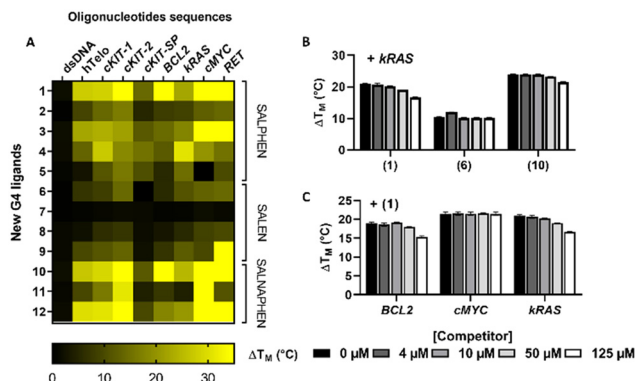 Oligonucleotides sequences
A
dsDNA
hTelo
cKIT-1
cKIT-2
cKIT-SP
BCL2
kRAS
cMYC
RET
New G4 ligands
1
2
3
4
5
6
7
8
9
10
11
12
SALPHEN
SALEN
SALNAPHEN
0 10 20 30
ΔTM (°C)
B
+ kRAS
ΔTM (°C)
30
20
10
0
(1) (6) (10)
C
+ (1)
ΔTM (°C)
25
20
15
10
5
0
BCL2 cMYC kRAS
[Competitor]
0 µM 4 µM 10 µM 50 µM 125 µM